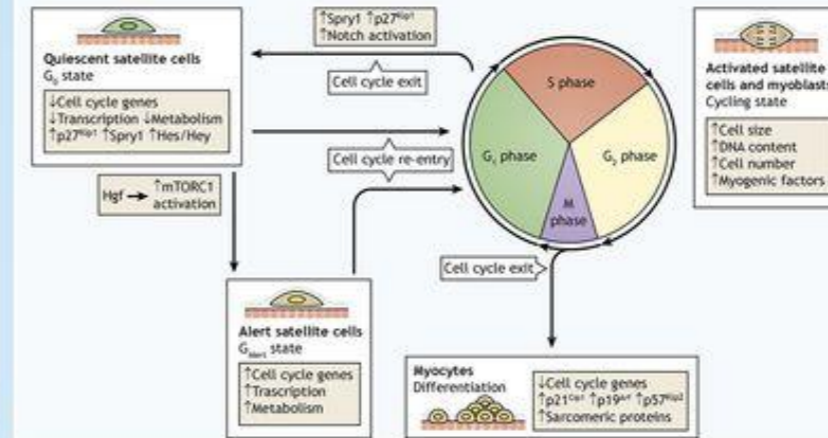 ↑Spry1 ↑p27ᴷⁱᵖ¹
↑Notch activation
Cell cycle exit
Quiescent satellite cells
G₀ state
↓Cell cycle genes
↓Transcription ↓Metabolism
↑p27ᴷⁱᵖ¹ ↑Spry1 ↑Hes/Hey
Cell cycle re-entry
Hgf → ↑mTORC1
activation
S phase
G₁ phase
G₂ phase
M
phase
Activated satellite
cells and myoblasts
Cycling state
↑Cell size
↑DNA content
↑Cell number
↑Myogenic factors
Cell cycle exit
Alert satellite cells
G Alert state
↑Cell cycle genes
↑Trascription
↑Metabolism
Myocytes
Differentiation
↓Cell cycle genes
↑p21ᶜⁱᵖ¹ ↑p19ᴬʳᶠ ↑p57ᴷⁱᵖ²
↑Sarcomeric proteins